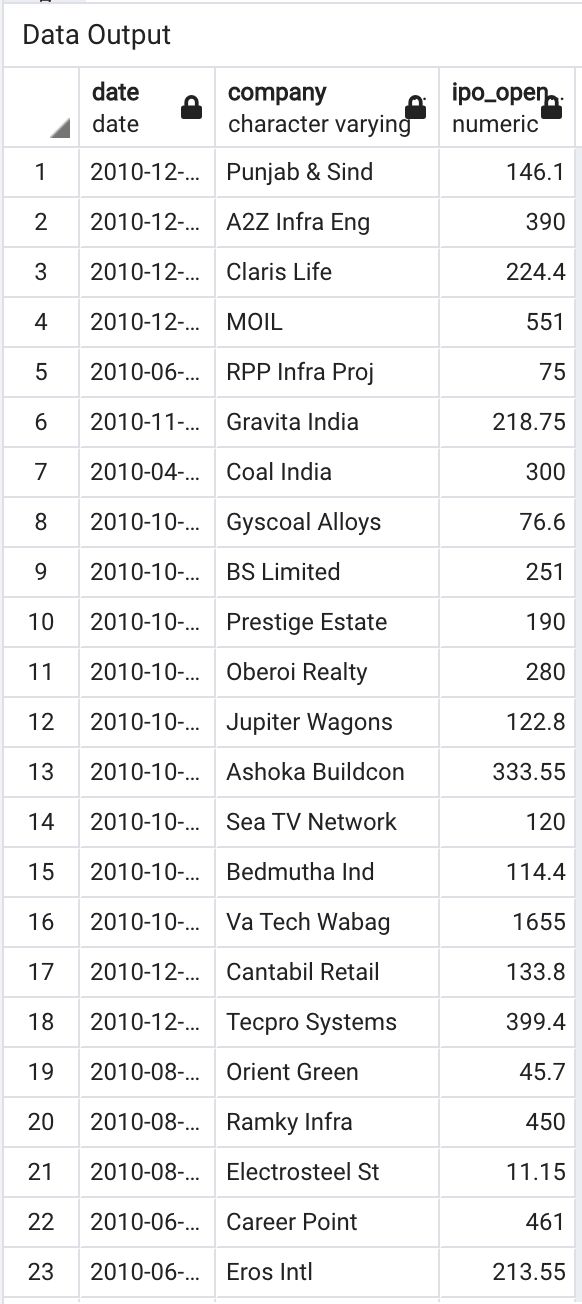 Data Output
date company ipo_open...
date character varying numeric
1 2010-12-... Punjab & Sind 146.1
2 2010-12-... A2Z Infra Eng 390
3 2010-12-... Claris Life 224.4
4 2010-12-... MOIL 551
5 2010-06-... RPP Infra Proj 75
6 2010-11-... Gravita India 218.75
7 2010-04-... Coal India 300
8 2010-10-... Gyscoal Alloys 76.6
9 2010-10-... BS Limited 251
10 2010-10-... Prestige Estate 190
11 2010-10-... Oberoi Realty 280
12 2010-10-... Jupiter Wagons 122.8
13 2010-10-... Ashoka Buildcon 333.55
14 2010-10-... Sea TV Network 120
15 2010-10-... Bedmutha Ind 114.4
16 2010-10-... Va Tech Wabag 1655
17 2010-12-... Cantabil Retail 133.8
18 2010-12-... Tecpro Systems 399.4
19 2010-08-... Orient Green 45.7
20 2010-08-... Ramky Infra 450
21 2010-08-... Electrosteel St 11.15
22 2010-06-... Career Point 461
23 2010-06-... Eros Intl 213.55